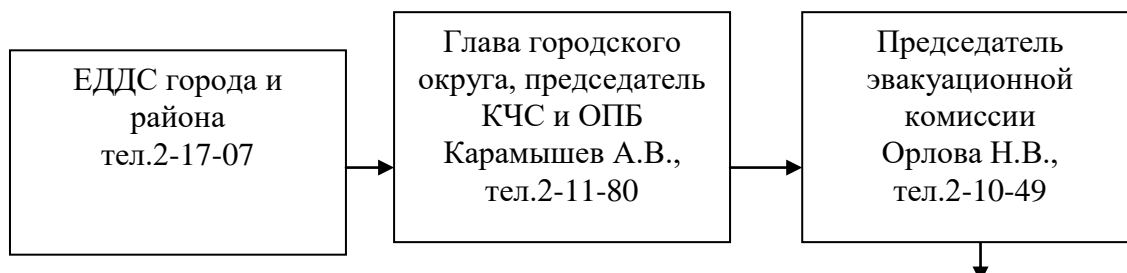 ЕДДС города и
района
тел.2-17-07
Глава городского
округа, председатель
КЧС и ОПБ
Карамышев А.В.,
тел.2-11-80
Председатель
эвакуационной
комиссии
Орлова Н.В.,
тел.2-10-49